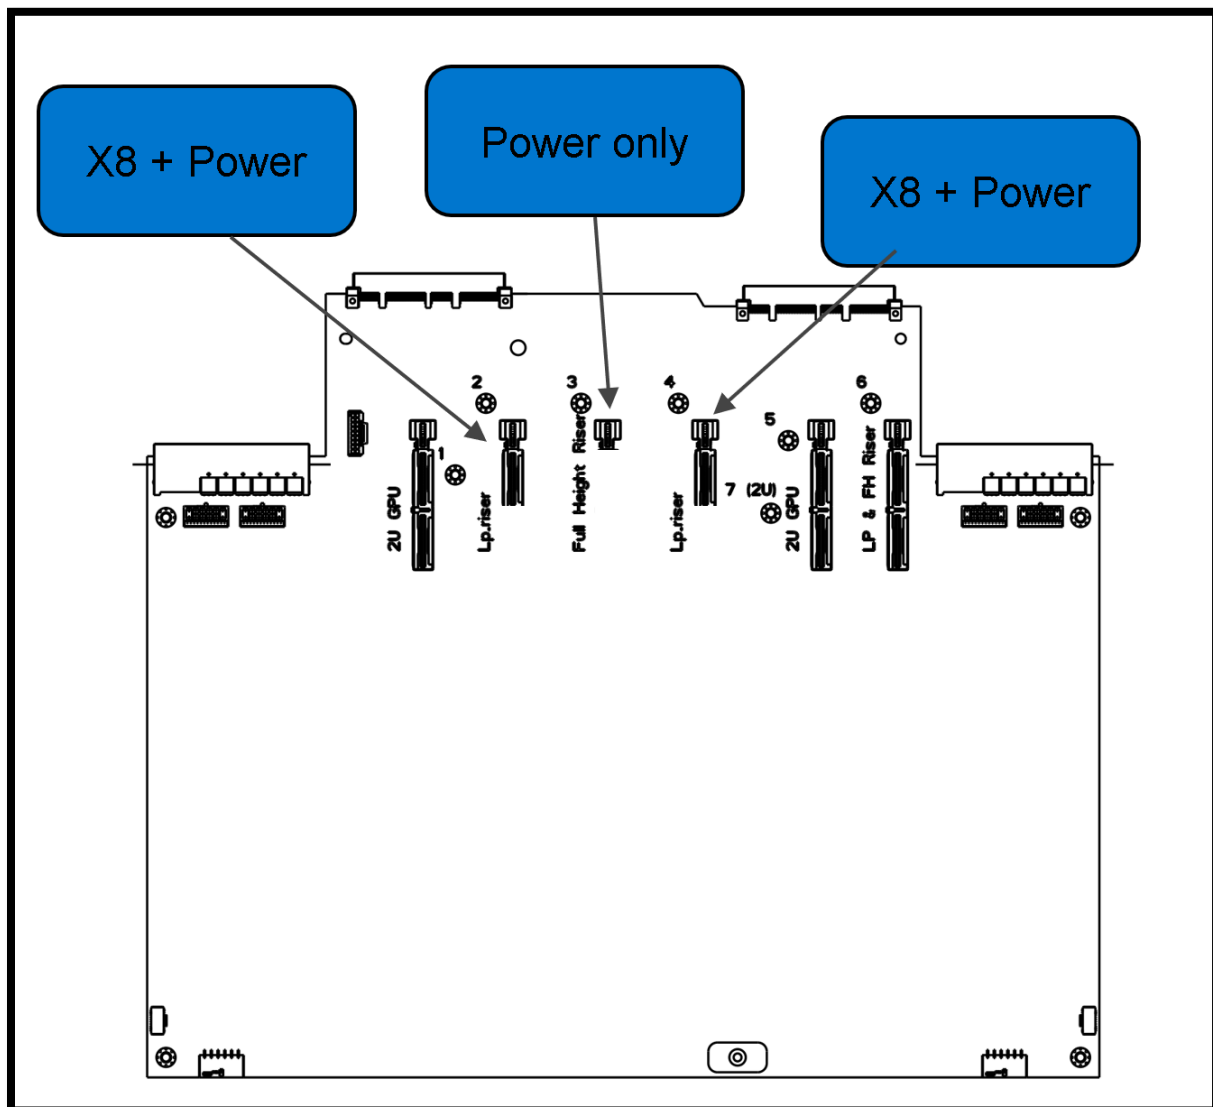 X8 + Power
Power only
X8 + Power
2
3
4
6
5
1
7 (2U)
2U GPU
Lp.riser
Full Height Riser
Lp.riser
2U GPU
LP & FH Riser